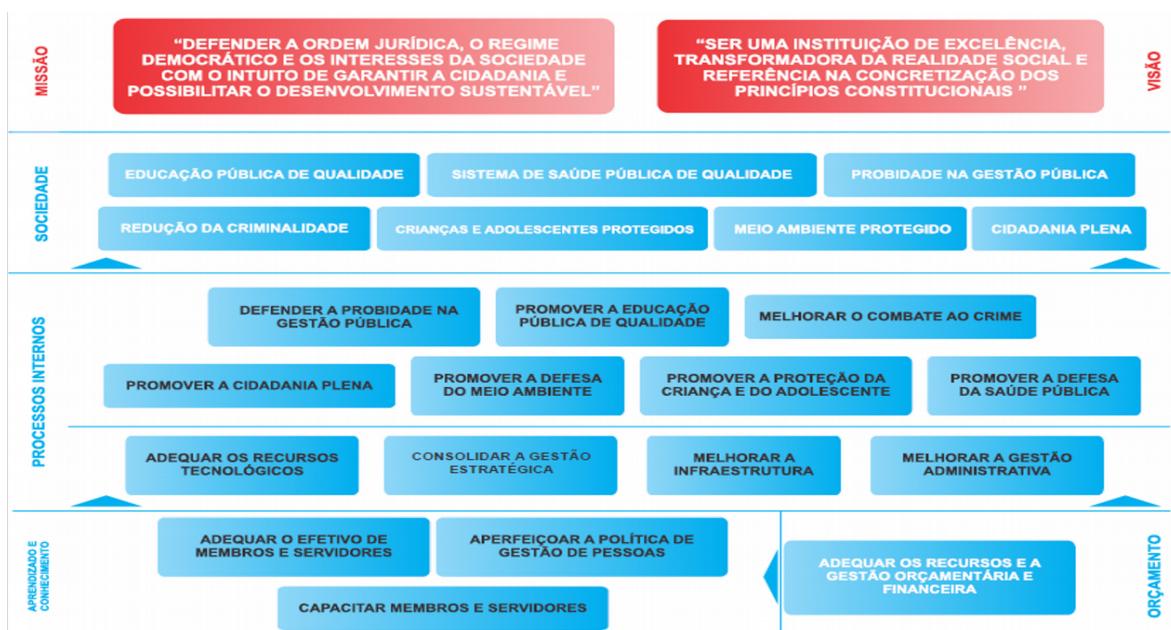 MISSÃO
“DEFENDER A ORDEM JURÍDICA, O REGIME
DEMOCRÁTICO E OS INTERESSES DA SOCIEDADE
COM O INTUITO DE GARANTIR A CIDADANIA E
POSSIBILITAR O DESENVOLVIMENTO SUSTENTÁVEL”
“SER UMA INSTITUIÇÃO DE EXCELÊNCIA,
TRANSFORMADORA DA REALIDADE SOCIAL E
REFERÊNCIA NA CONCRETIZAÇÃO DOS
PRINCÍPIOS CONSTITUCIONAIS ”
VISÃO
SOCIEDADE
EDUCAÇÃO PÚBLICA DE QUALIDADE
SISTEMA DE SAÚDE PÚBLICA DE QUALIDADE
PROBIDADE NA GESTÃO PÚBLICA
REDUÇÃO DA CRIMINALIDADE
CRIANÇAS E ADOLESCENTES PROTEGIDOS
MEIO AMBIENTE PROTEGIDO
CIDADANIA PLENA
PROCESSOS INTERNOS
DEFENDER A PROBIDADE NA
GESTÃO PÚBLICA
PROMOVER A EDUCAÇÃO
PÚBLICA DE QUALIDADE
MELHORAR O COMBATE AO CRIME
PROMOVER A CIDADANIA PLENA
PROMOVER A DEFESA
DO MEIO AMBIENTE
PROMOVER A PROTEÇÃO DA
CRIANÇA E DO ADOLESCENTE
PROMOVER A DEFESA
DA SAÚDE PÚBLICA
ADEQUAR OS RECURSOS
TECNOLÓGICOS
CONSOLIDAR A GESTÃO
ESTRATÉGICA
MELHORAR A
INFRAESTRUTURA
MELHORAR A GESTÃO
ADMINISTRATIVA
APRENDIZADO E
CONHECIMENTO
ADEQUAR O EFETIVO DE
MEMBROS E SERVIDORES
APERFEIÇOAR A POLÍTICA DE
GESTÃO DE PESSOAS
CAPACITAR MEMBROS E SERVIDORES
ADEQUAR OS RECURSOS E A
GESTÃO ORÇAMENTÁRIA E
FINANCEIRA
ORÇAMENTO